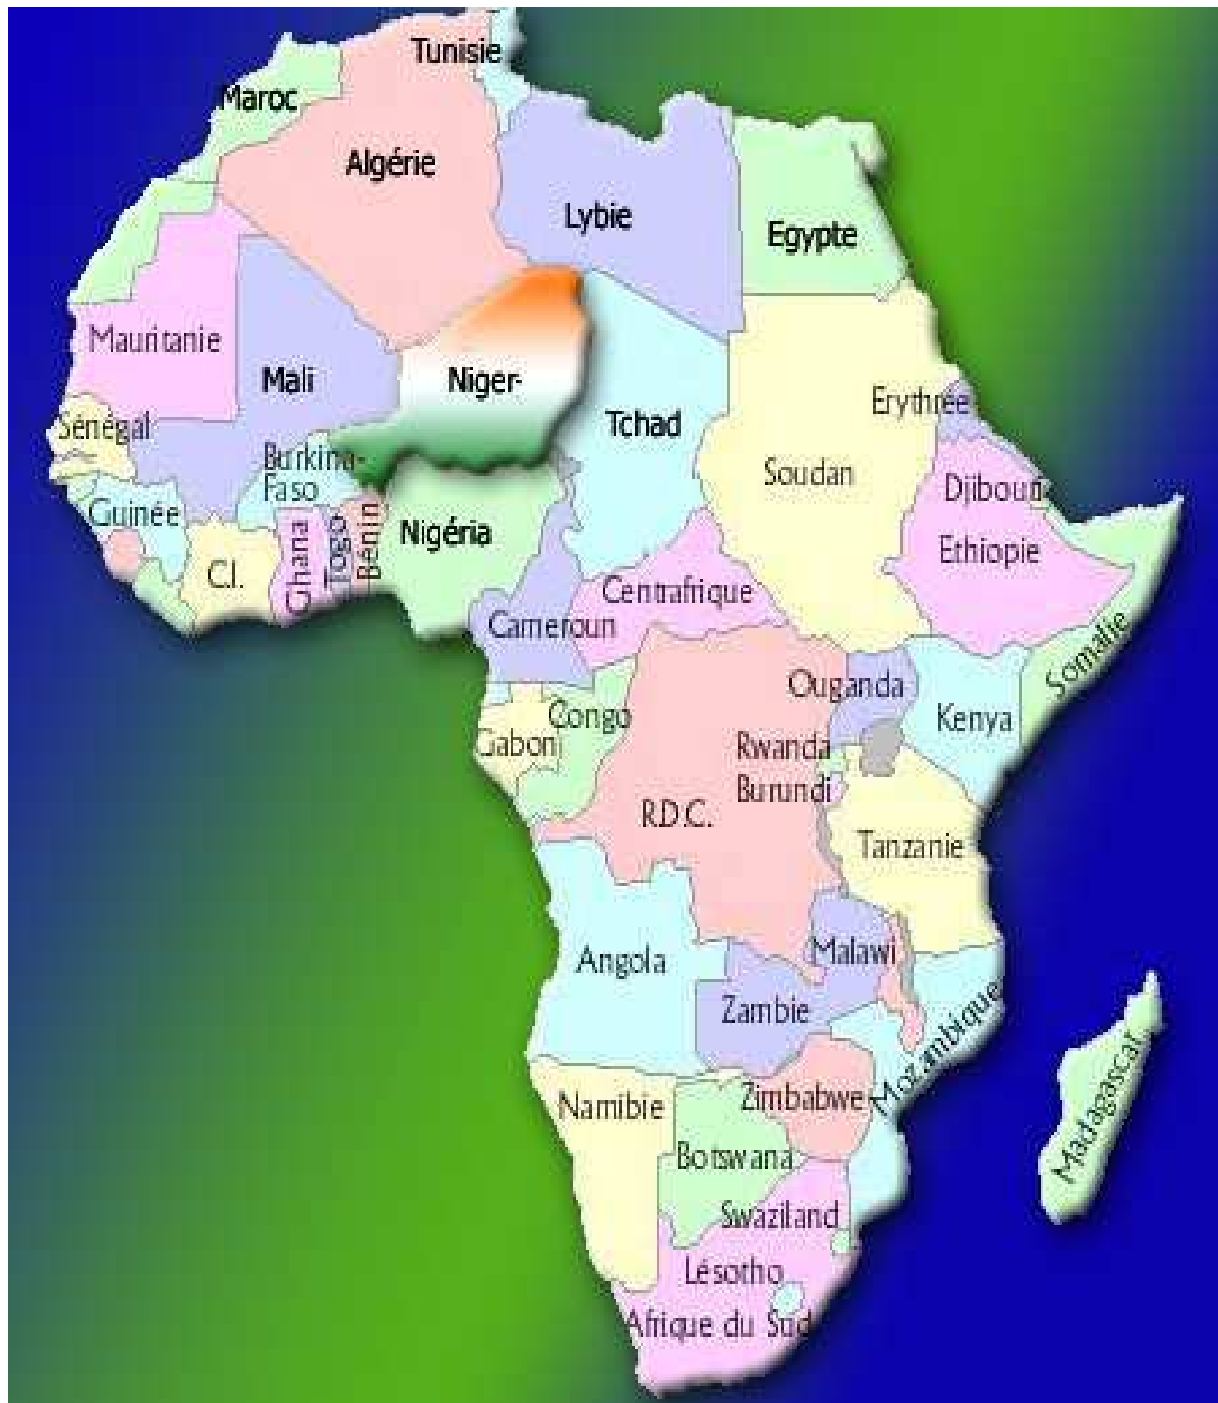 Tunisie
Maroc
Algérie
Lybie
Egypte
Mauritanie
Mali
Niger-
Tchad
Erythrée
Sénégal
Burkina-
Faso
Soudan
Djibouti
Guinée
C.I.
Ghana
Togo
Bénin
Nigéria
Ethiopie
Centrafrique
Cameroun
Somalie
Ouganda
Congo
Kenya
Gabon
Rwanda
Burundi
R.D.C.
Tanzanie
Angola
Malawi
Zambie
Mozambique
Madagascar
Namibie
Zimbabwe
Botswana
Swaziland
Lésotho
Afrique du Sud